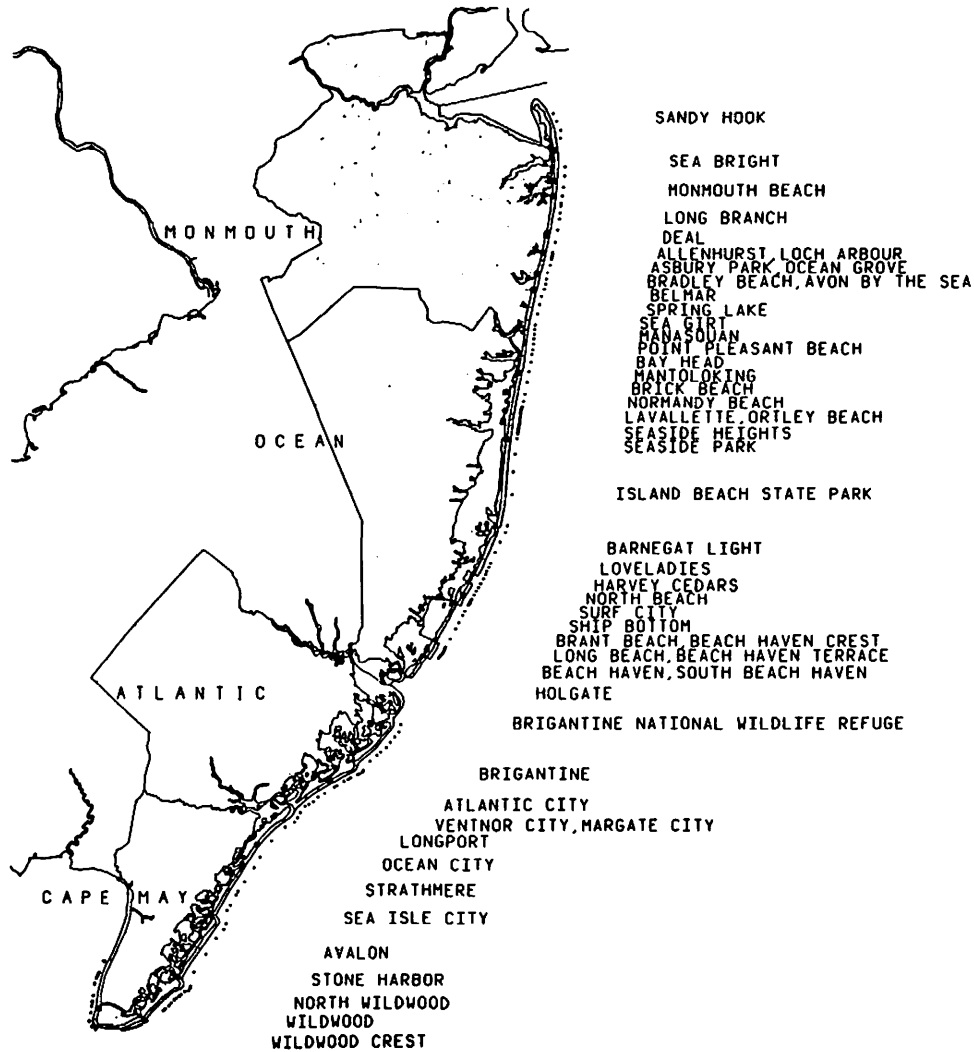 SANDY HOOK
SEA BRIGHT
MONMOUTH BEACH
LONG BRANCH
MONMOUTH
DEAL
ALLENHURST, LOCH ARBOUR
ASBURY PARK, OCEAN GROVE
BRADLEY BEACH, AVON BY THE SEA
BELMAR
SPRING LAKE
SEA GIRT
MANASQUAN
POINT PLEASANT BEACH
BAY HEAD
MANTOLOKING
BRICK BEACH
NORMANDY BEACH
LAVALLETTE, ORTLEY BEACH
SEASIDE HEIGHTS
OCEAN
SEASIDE PARK
ISLAND BEACH STATE PARK
BARNEGAT LIGHT
LOVELADIES
HARVEY CEDARS
NORTH BEACH
SURF CITY
SHIP BOTTOM
BRANT BEACH, BEACH HAVEN CREST
LONG BEACH, BEACH HAVEN TERRACE
BEACH HAVEN, SOUTH BEACH HAVEN
HOLGATE
ATLANTIC
BRIGANTINE NATIONAL WILDLIFE REFUGE
BRIGANTINE
ATLANTIC CITY
VENTNOR CITY, MARGATE CITY
LONGPORT
OCEAN CITY
STRATHMERE
CAPE MAY
SEA ISLE CITY
AVALON
STONE HARBOR
NORTH WILDWOOD
WILDWOOD
WILDWOOD CREST